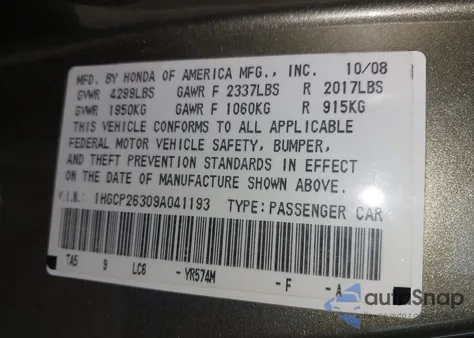 MFD. BY HONDA OF AMERICA MFG., INC. 10/08
GVWR 4299LBS GAWR F 2337LBS R 2017LBS
GVWR 1950KG GAWR F 1060KG R 915KG
THIS VEHICLE CONFORMS TO ALL APPLICABLE
FEDERAL MOTOR VEHICLE SAFETY, BUMPER,
AND THEFT PREVENTION STANDARDS IN EFFECT
ON THE DATE OF MANUFACTURE SHOWN ABOVE.
V.I.N.: 1HGCP26309A041193 TYPE:PASSENGER CAR
TA5 9 LC6 -YR574M -F -A
autoSnap